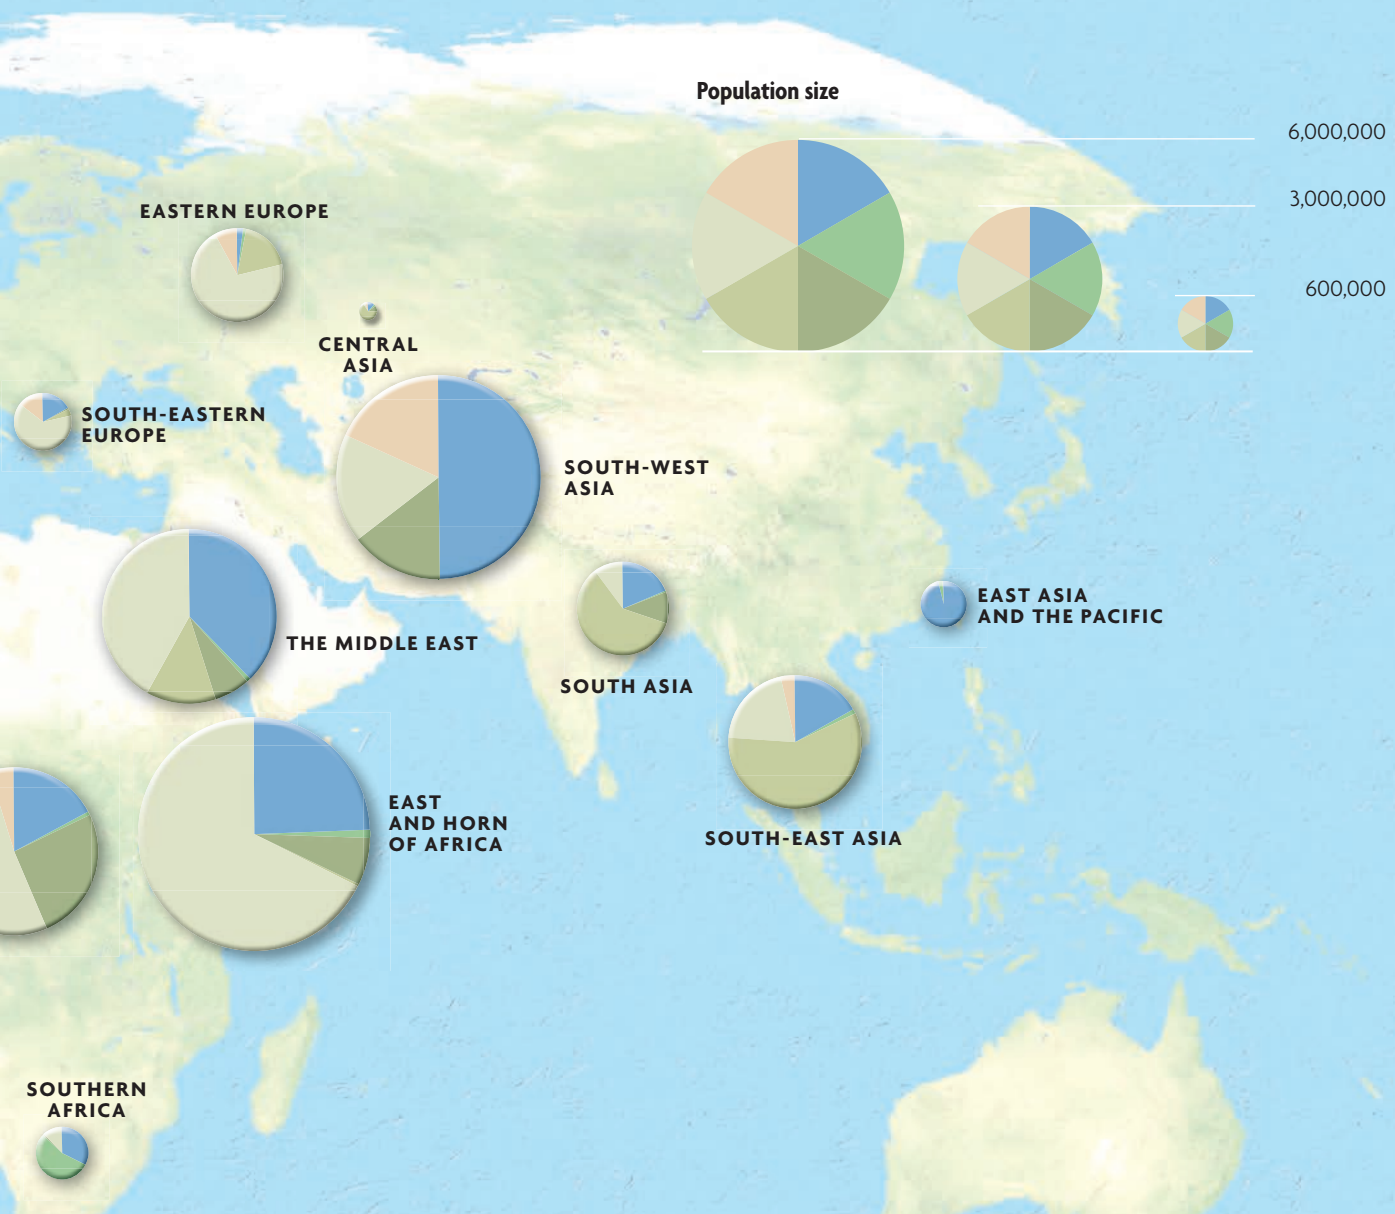 Population size
6,000,000
3,000,000
600,000
EASTERN EUROPE
CENTRAL
ASIA
SOUTH-EASTERN
EUROPE
SOUTH-WEST
ASIA
THE MIDDLE EAST
SOUTH ASIA
EAST ASIA
AND THE PACIFIC
EAST
AND HORN
OF AFRICA
SOUTH-EAST ASIA
SOUTHERN
AFRICA